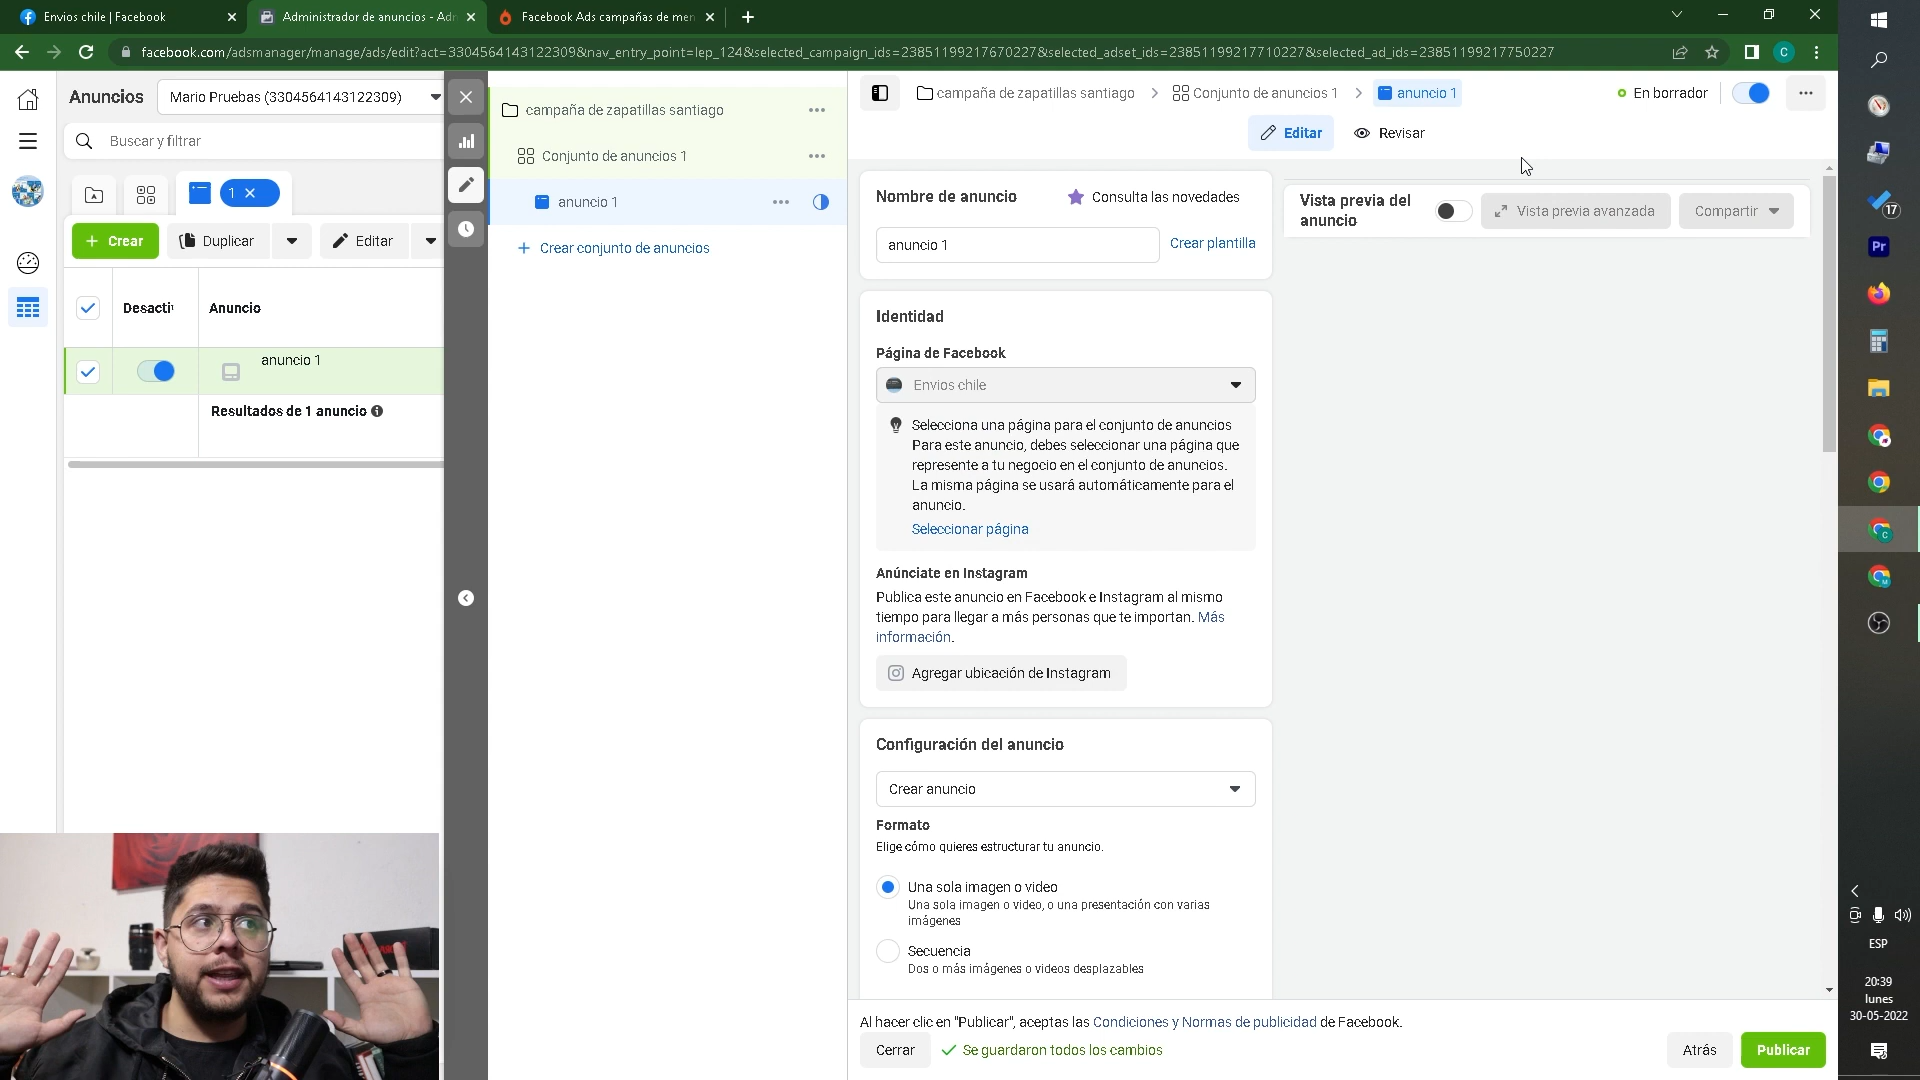 Envios chile | Facebook
Administrador de anuncios - Adr
Facebook Ads campañas de men
facebook.com/adsmanager/manage/ads/edit?act=3304564143122309&nav_entry_point=lep_124&selected_campaign_ids=23851199217670227&selected_adset_ids=23851199217710227&selected_ad_ids=23851199217750227
C
Anuncios
Mario Pruebas (3304564143122309)
Buscar y filtrar
1
Crear
Duplicar
Editar
Desacti
Anuncio
anuncio 1
Resultados de 1 anuncio
campaña de zapatillas santiago
Conjunto de anuncios 1
anuncio 1
Crear conjunto de anuncios
campaña de zapatillas santiago
Conjunto de anuncios 1
anuncio 1
En borrador
Editar
Revisar
Nombre de anuncio
Consulta las novedades
anuncio 1
Crear plantilla
Identidad
Página de Facebook
Envios chile
Selecciona una página para el conjunto de anuncios
Para este anuncio, debes seleccionar una página que
represente a tu negocio en el conjunto de anuncios.
La misma página se usará automáticamente para el
anuncio.
Seleccionar página
Anúnciate en Instagram
Publica este anuncio en Facebook e Instagram al mismo
tiempo para llegar a más personas que te importan. Más
información.
Agregar ubicación de Instagram
Configuración del anuncio
Crear anuncio
Formato
Elige cómo quieres estructurar tu anuncio.
Una sola imagen o video
Una sola imagen o video, o una presentación con varias
imágenes
Secuencia
Dos o más imágenes o videos desplazables
Vista previa del
anuncio
Vista previa avanzada
Compartir
Al hacer clic en "Publicar", aceptas las Condiciones y Normas de publicidad de Facebook.
Cerrar
Se guardaron todos los cambios
Atrás
Publicar
17
Pr
C
M
ESP
20:39
lunes
30-05-2022